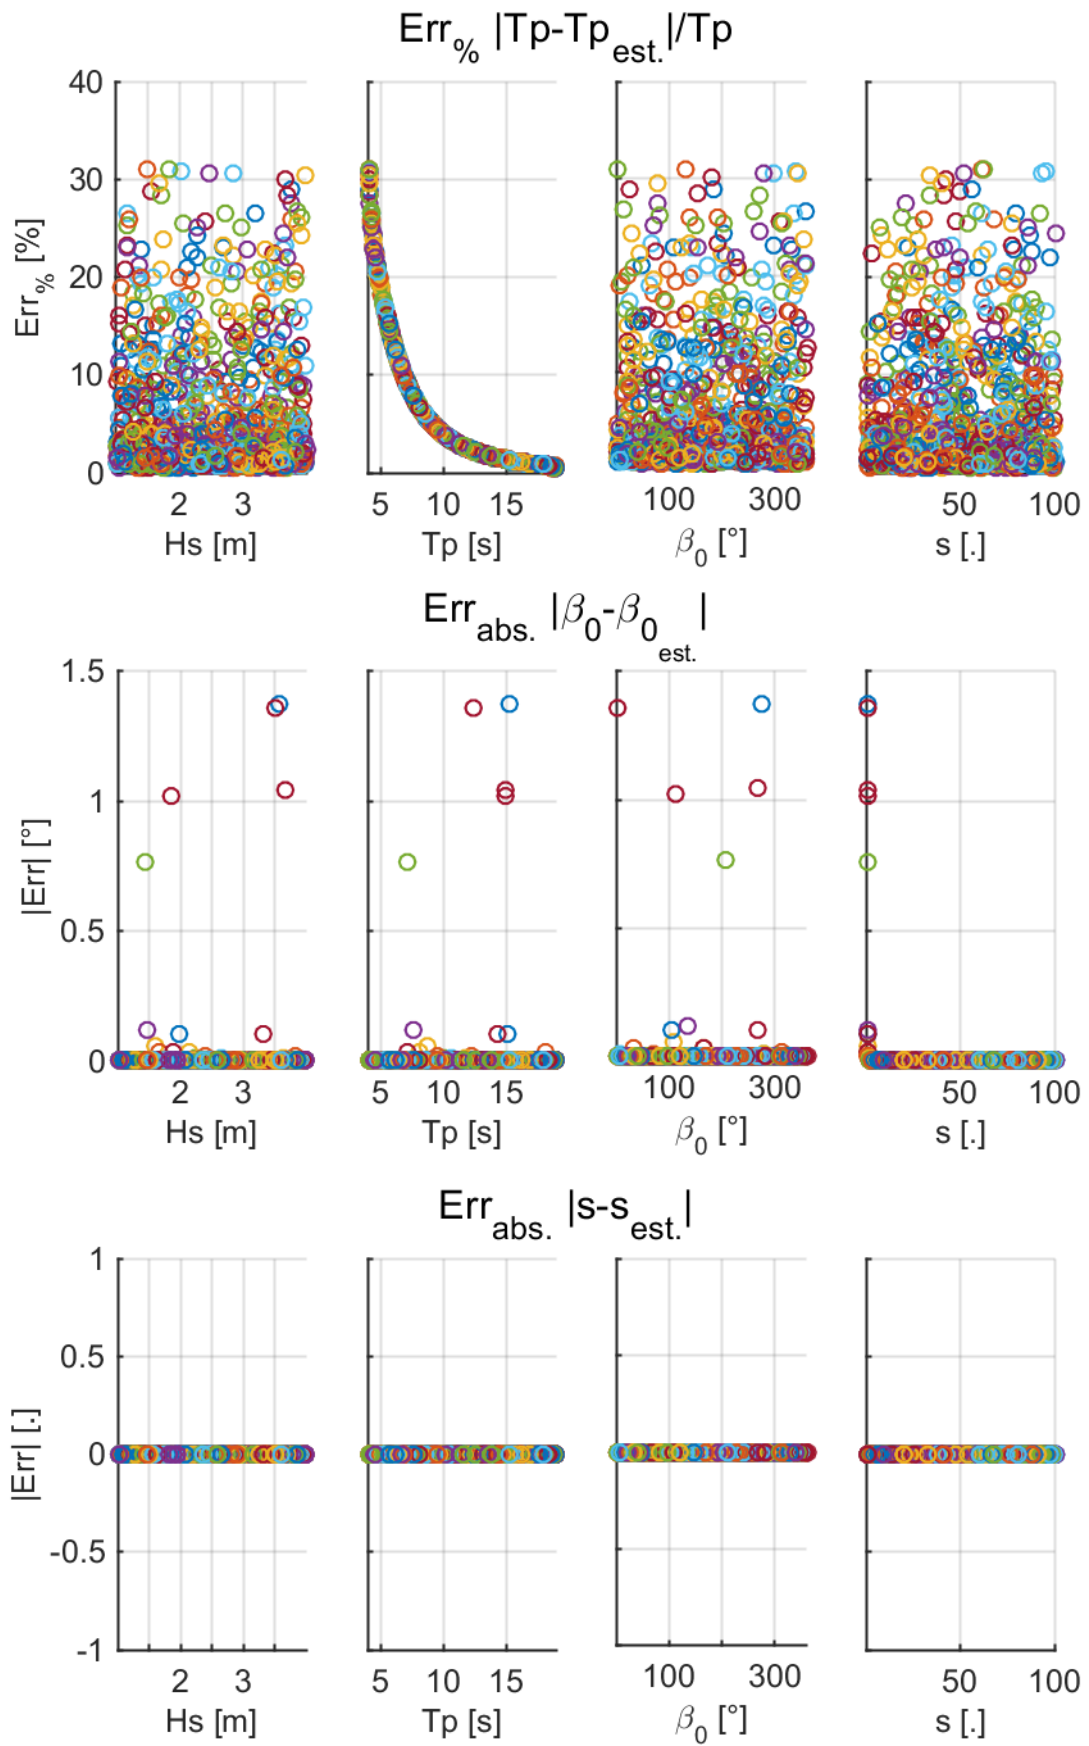 Err% |Tp-Tpest.|/Tp
40
30
20
10
0
Err% [%]
2 3
5 10 15
100 300
50 100
Hs [m]
Tp [s]
β0 [°]
s [.]
Errabs. |β0-β0est.|
1.5
1
0.5
0
|Err| [°]
2 3
5 10 15
100 300
50 100
Hs [m]
Tp [s]
β0 [°]
s [.]
Errabs. |s-sest.|
1
0.5
0
-0.5
-1
|Err| [.]
2 3
5 10 15
100 300
50 100
Hs [m]
Tp [s]
β0 [°]
s [.]